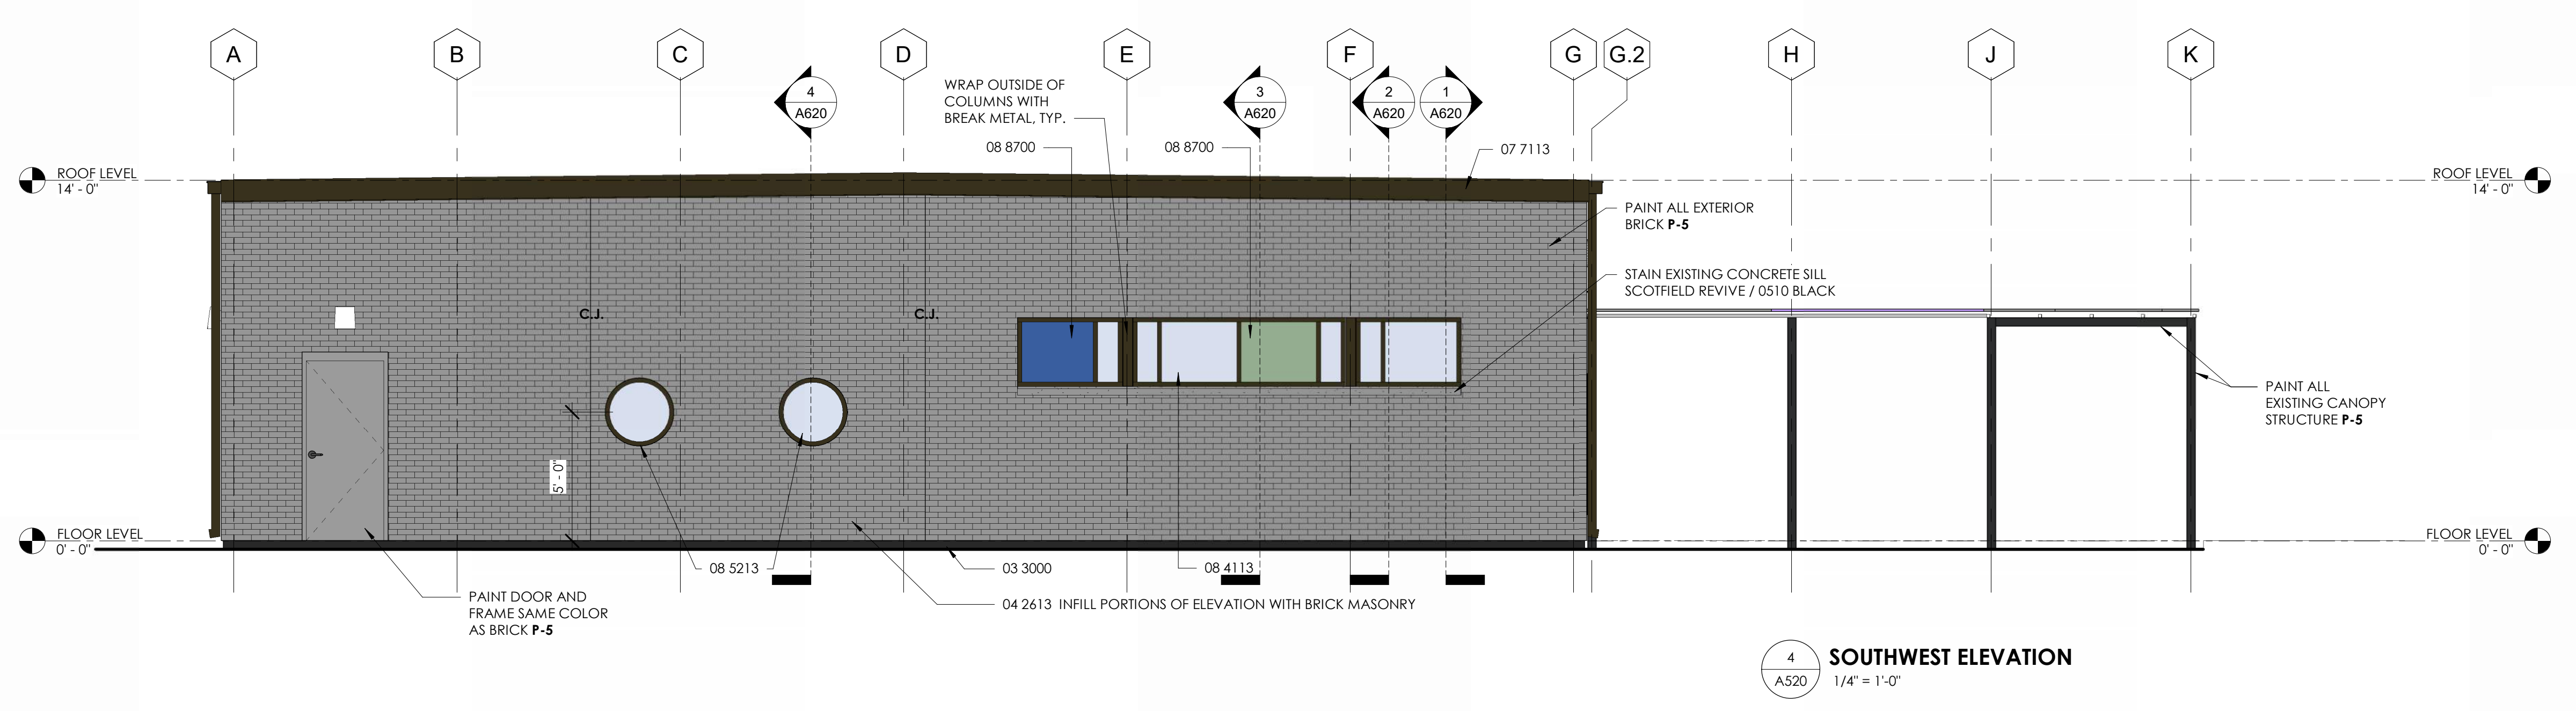 A
B
C
D
E
F
G
G.2
H
J
K
4
A620
3
A620
2
A620
1
A620
WRAP OUTSIDE OF
COLUMNS WITH
BREAK METAL, TYP.
08 8700
08 8700
07 7113
ROOF LEVEL
14' - 0"
ROOF LEVEL
14' - 0"
PAINT ALL EXTERIOR
BRICK P-5
STAIN EXISTING CONCRETE SILL
SCOTFIELD REVIVE / 0510 BLACK
C.J.
C.J.
PAINT ALL
EXISTING CANOPY
STRUCTURE P-5
5' - 0"
FLOOR LEVEL
0' - 0"
FLOOR LEVEL
0' - 0"
08 5213
03 3000
08 4113
PAINT DOOR AND
FRAME SAME COLOR
AS BRICK P-5
04 2613 INFILL PORTIONS OF ELEVATION WITH BRICK MASONRY
4
A520
SOUTHWEST ELEVATION
1/4" = 1'-0"